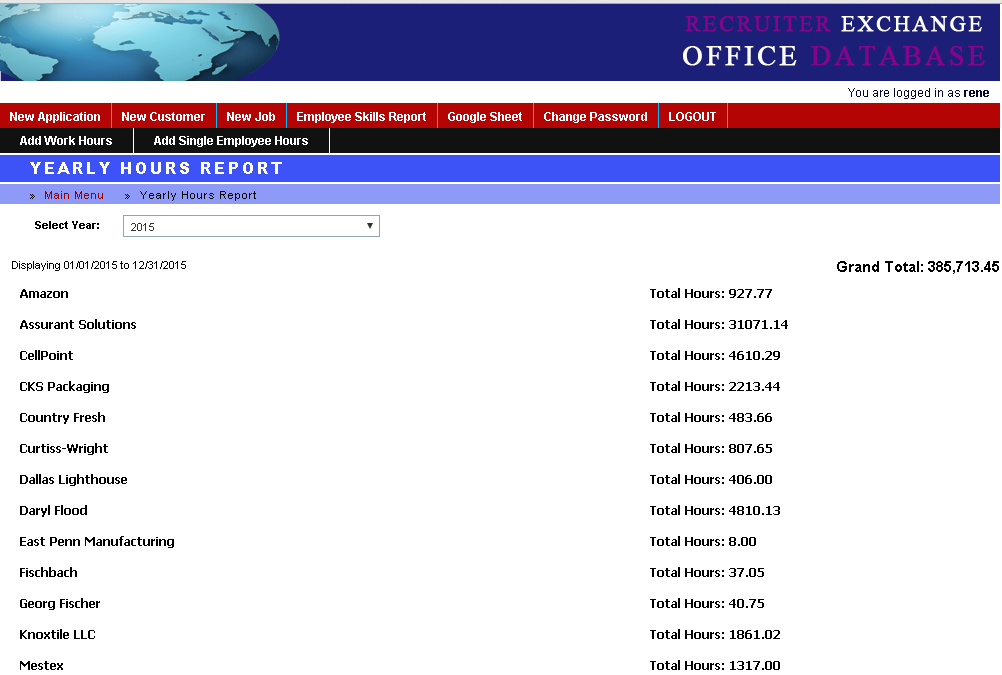 RECRUITER EXCHANGE
OFFICE DATABASE
You are logged in as rene
New Application New Customer New Job Employee Skills Report Google Sheet Change Password LOGOUT
Add Work Hours Add Single Employee Hours
YEARLY HOURS REPORT
» Main Menu » Yearly Hours Report
Select Year: 2015
Displaying 01/01/2015 to 12/31/2015 Grand Total: 385,713.45
Amazon Total Hours: 927.77
Assurant Solutions Total Hours: 31071.14
CellPoint Total Hours: 4610.29
CKS Packaging Total Hours: 2213.44
Country Fresh Total Hours: 483.66
Curtiss-Wright Total Hours: 807.65
Dallas Lighthouse Total Hours: 406.00
Daryl Flood Total Hours: 4810.13
East Penn Manufacturing Total Hours: 8.00
Fischbach Total Hours: 37.05
Georg Fischer Total Hours: 40.75
Knoxtile LLC Total Hours: 1861.02
Mestex Total Hours: 1317.00